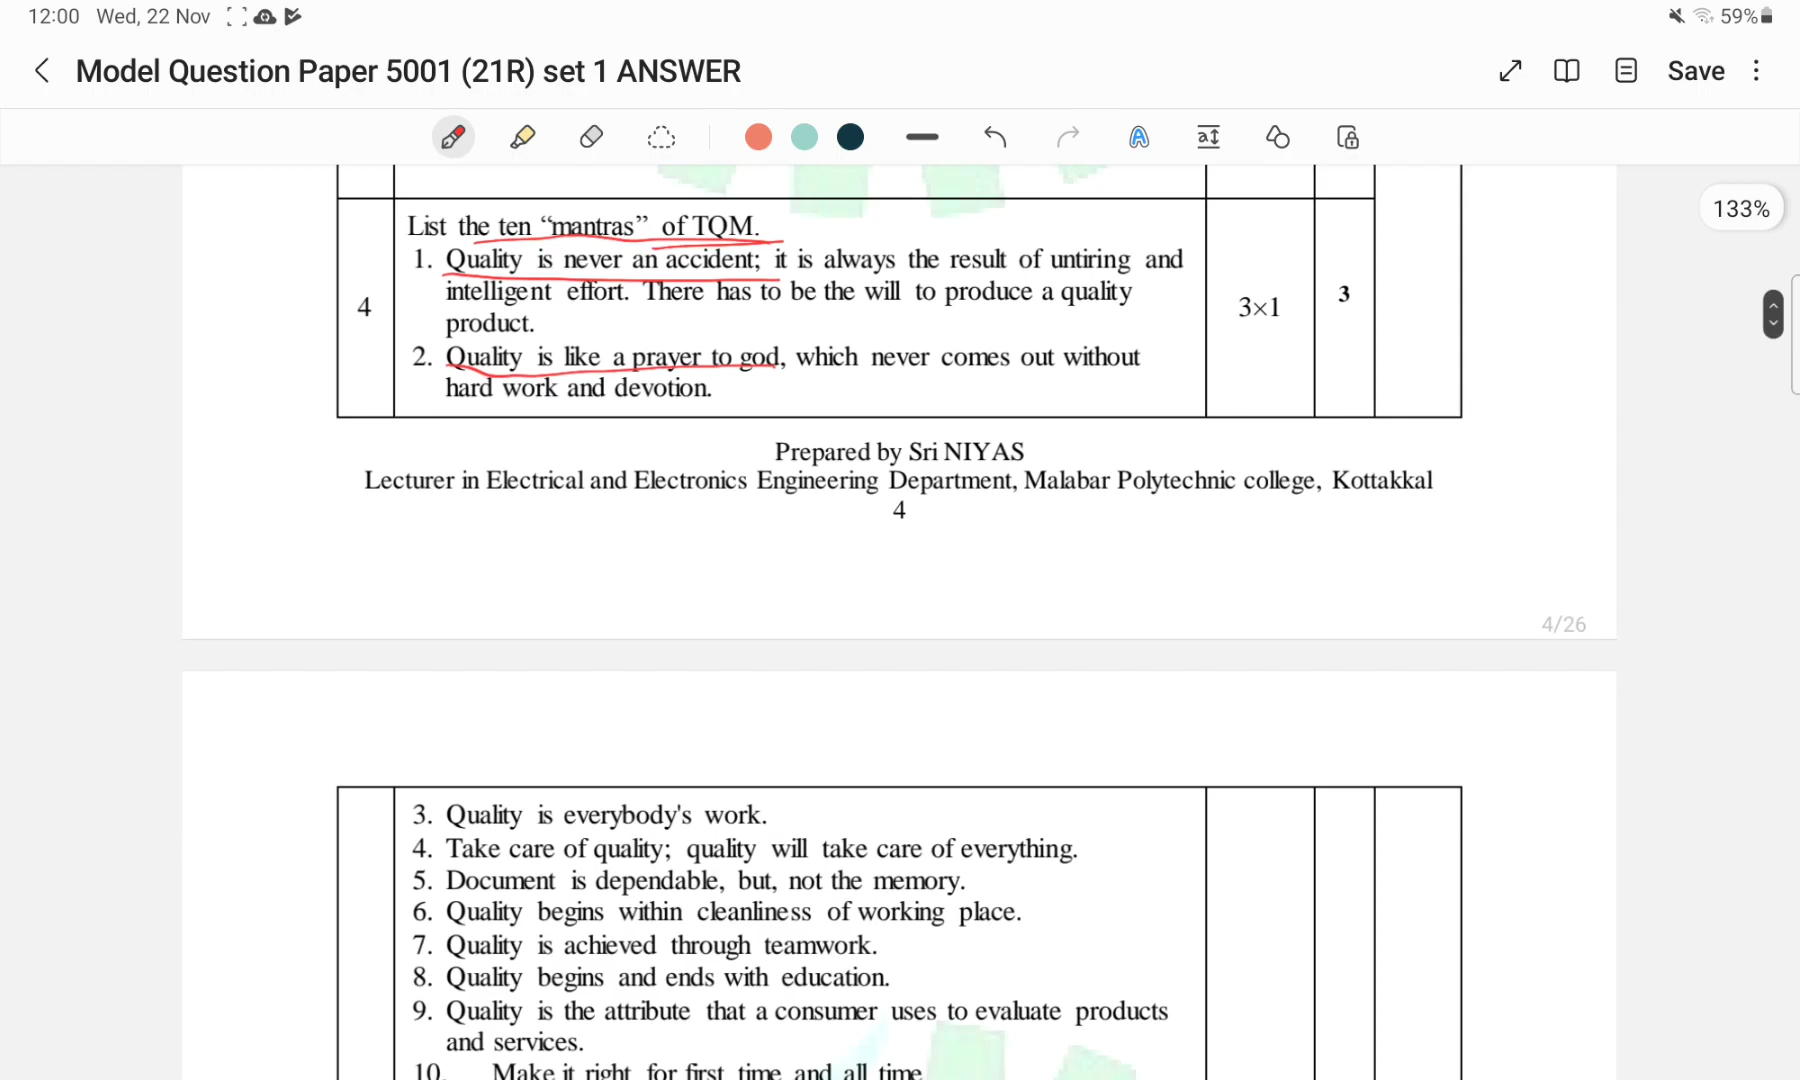 12:00 Wed, 22 Nov 59%
Model Question Paper 5001 (21R) set 1 ANSWER Save
133%
List the ten “mantras” of TQM.
1. Quality is never an accident; it is always the result of untiring and
intelligent effort. There has to be the will to produce a quality
product.
4 3×1 3
2. Quality is like a prayer to god, which never comes out without
hard work and devotion.
Prepared by Sri NIYAS
Lecturer in Electrical and Electronics Engineering Department, Malabar Polytechnic college, Kottakkal
4
4/26
3. Quality is everybody's work.
4. Take care of quality; quality will take care of everything.
5. Document is dependable, but, not the memory.
6. Quality begins within cleanliness of working place.
7. Quality is achieved through teamwork.
8. Quality begins and ends with education.
9. Quality is the attribute that a consumer uses to evaluate products
and services.
10. Make it right for first time and all time